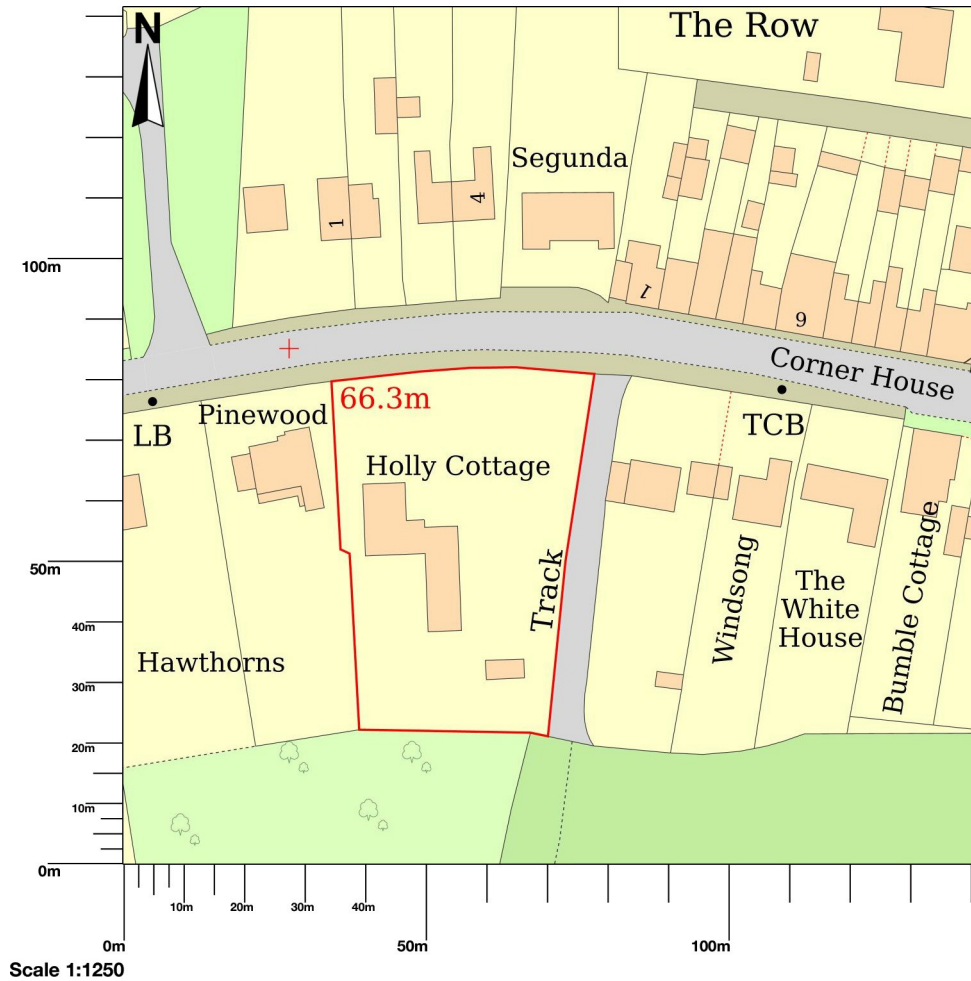 N
The Row
Segunda
1
4
1
6
100m
Corner House
66.3m
Pinewood
LB
TCB
Holly Cottage
50m
Track
Windsong
The
White
House
Bumble Cottage
40m
Hawthorns
30m
20m
10m
0m
10m
20m
30m
40m
0m
50m
100m
Scale 1:1250